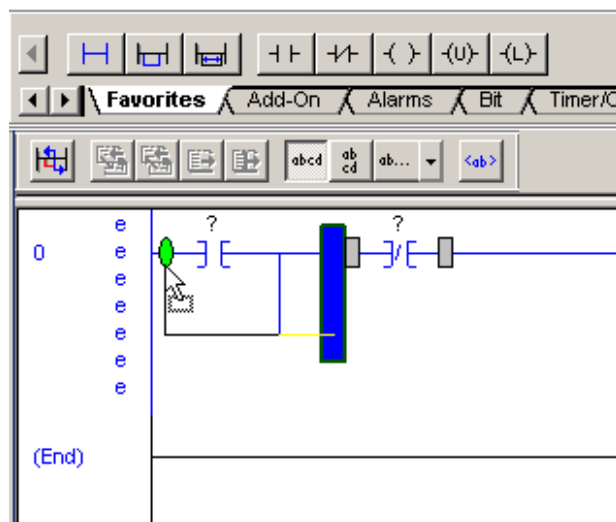 (U) (L)
Favorites Add-On Alarms Bit Timer/C
abcd ab cd ab... <ab>
e ? ?
0 e
e
e
e
e
e
(End)